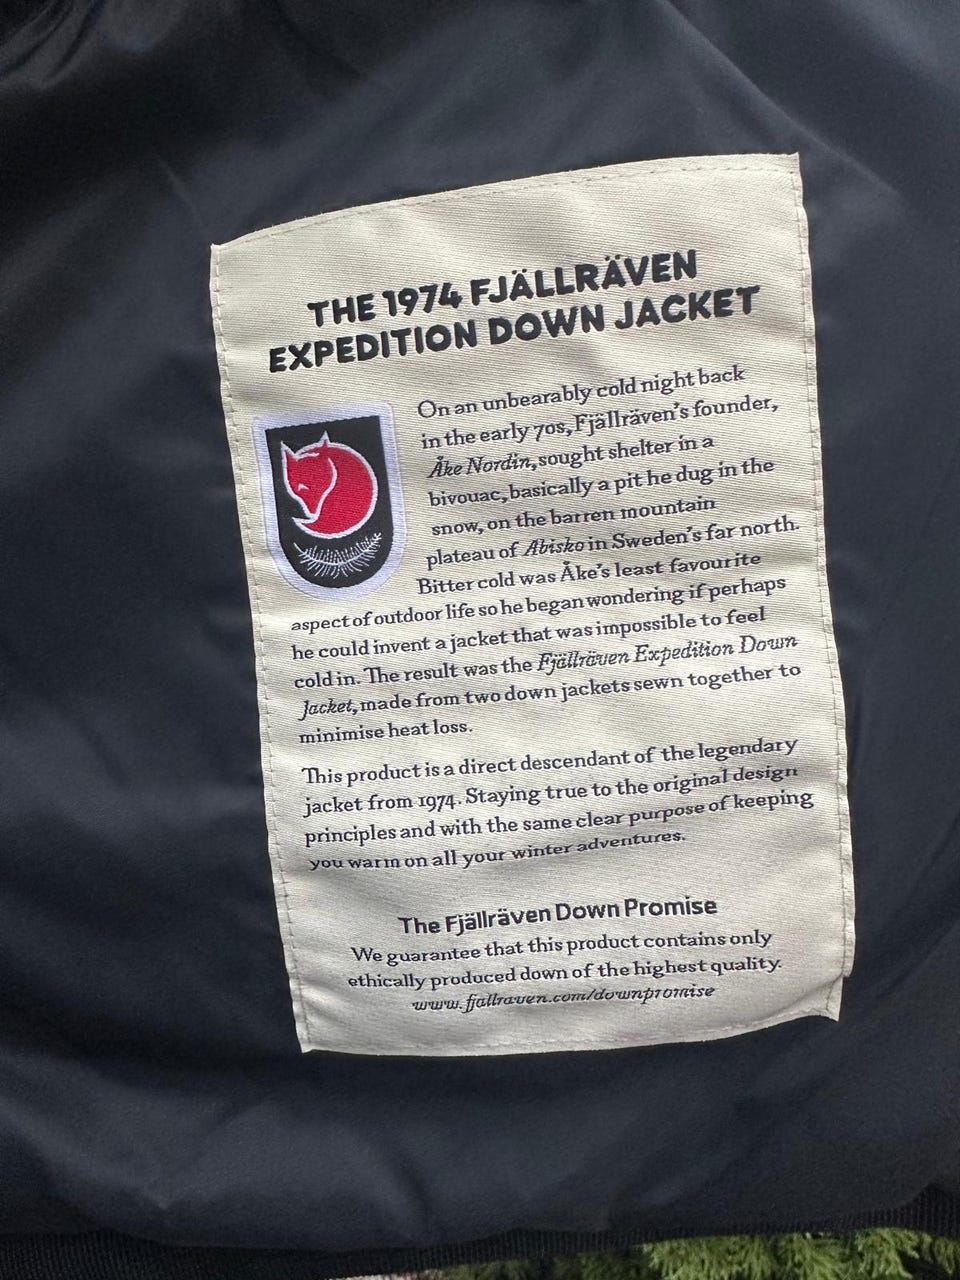 THE 1974 FJÄLLRÄVEN
EXPEDITION DOWN JACKET
On an unbearably cold night back
in the early 70s, Fjällräven's founder,
Åke Nordin, sought shelter in a
bivouac, basically a pit he dug in the
snow, on the barren mountain
plateau of Abisko in Sweden's far north.
Bitter cold was Åke's least favourite
aspect of outdoor life so he began wondering if perhaps
he could invent a jacket that was impossible to feel
cold in. The result was the Fjällräven Expedition Down
Jacket, made from two down jackets sewn together to
minimise heat loss.
This product is a direct descendant of the legendary
jacket from 1974. Staying true to the original design
principles and with the same clear purpose of keeping
you warm on all your winter adventures.
The Fjällräven Down Promise
We guarantee that this product contains only
ethically produced down of the highest quality.
www.fjallraven.com/downpromise